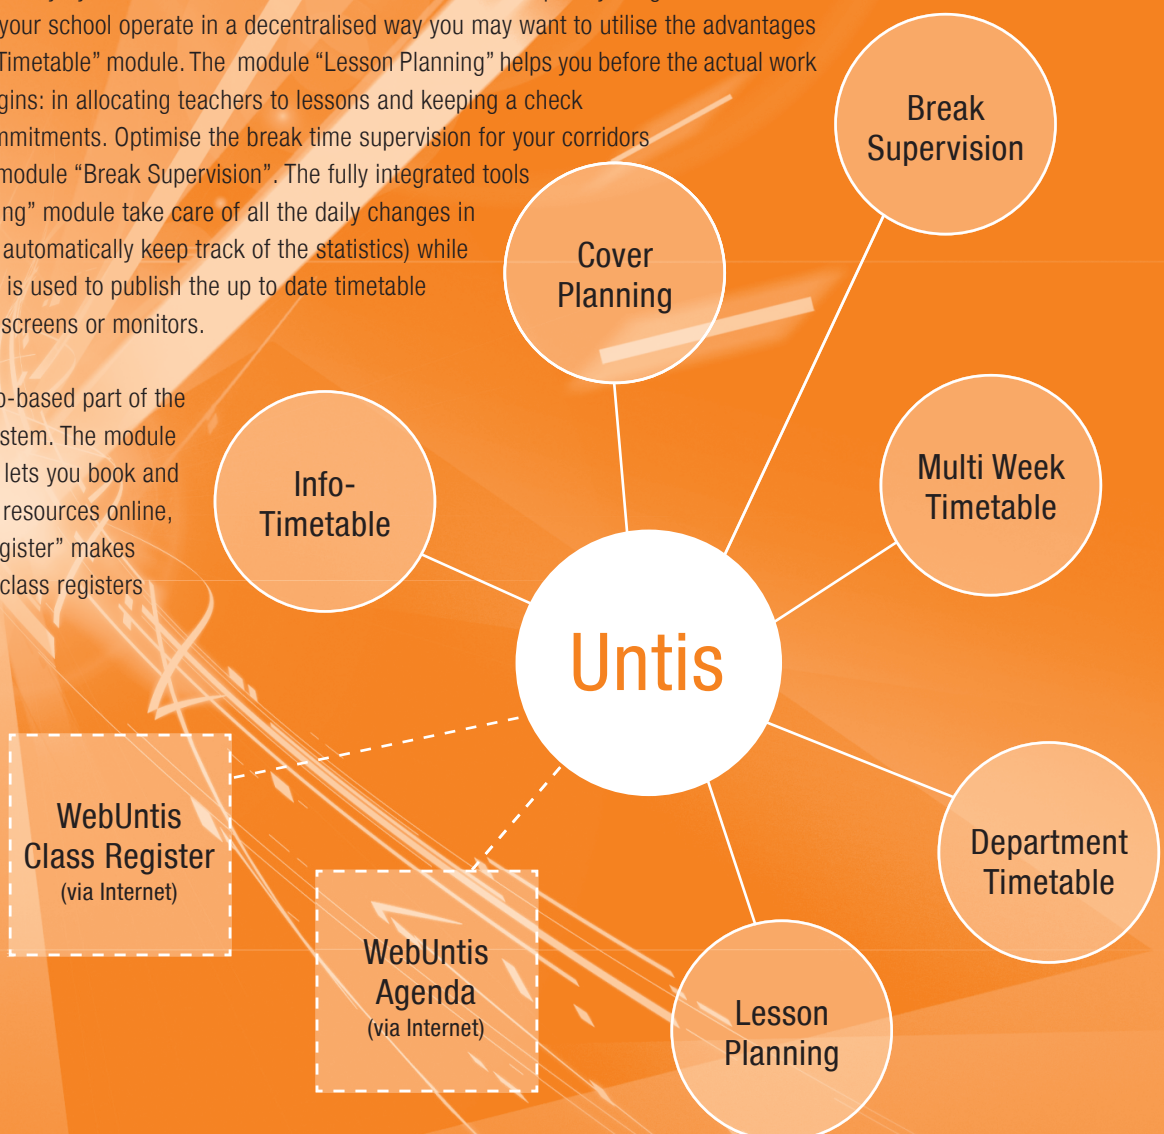 your school operate in a decentralised way you may want to utilise the advantages
Timetable” module. The module “Lesson Planning” helps you before the actual work
gins: in allocating teachers to lessons and keeping a check
mmitments. Optimise the break time supervision for your corridors
module “Break Supervision”. The fully integrated tools
ing” module take care of all the daily changes in
automatically keep track of the statistics) while
is used to publish the up to date timetable
screens or monitors.
o-based part of the
stem. The module
lets you book and
resources online,
gister” makes
class registers
Break
Supervision
Cover
Planning
Info-
Timetable
Multi Week
Timetable
Untis
WebUntis
Class Register
(via Internet)
WebUntis
Agenda
(via Internet)
Department
Timetable
Lesson
Planning